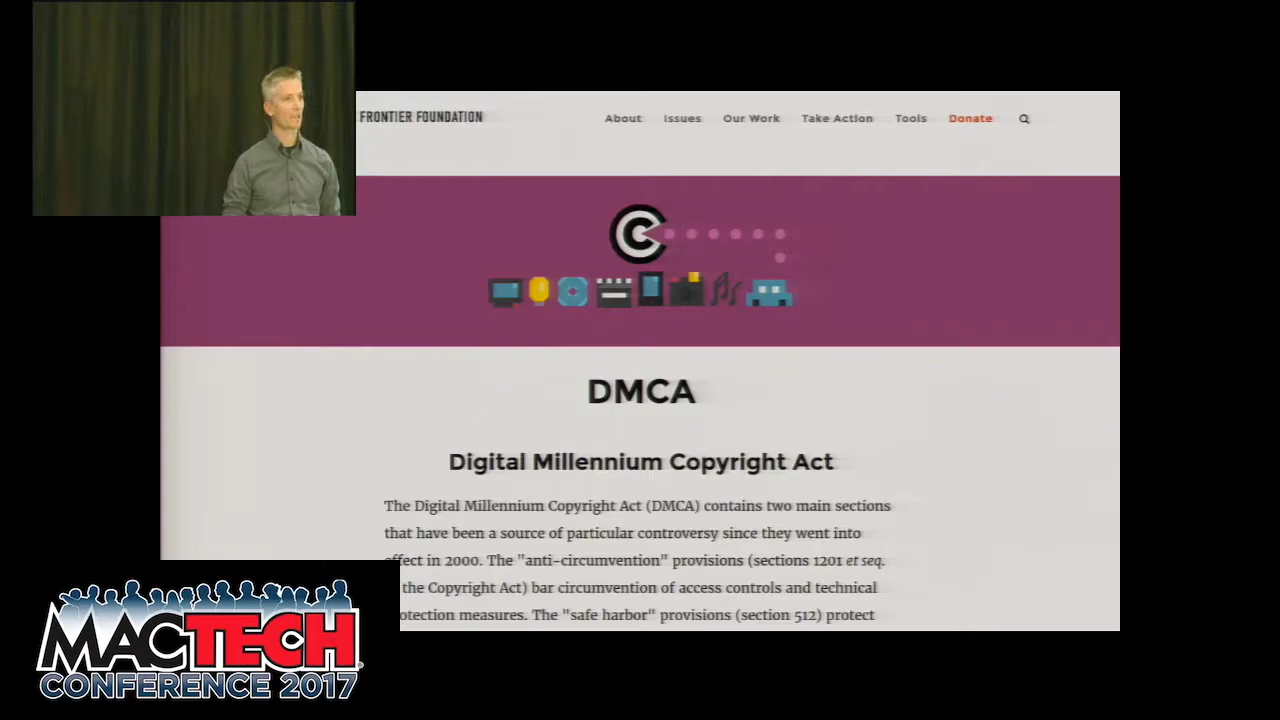 FRONTIER FOUNDATION
About Issues Our Work Take Action Tools Donate
DMCA
Digital Millennium Copyright Act
The Digital Millennium Copyright Act (DMCA) contains two main sections
that have been a source of particular controversy since they went into
effect in 2000. The "anti-circumvention" provisions (sections 1201 et seq.
the Copyright Act) bar circumvention of access controls and technical
otection measures. The "safe harbor" provisions (section 512) protect
MACTECH
CONFERENCE 2017